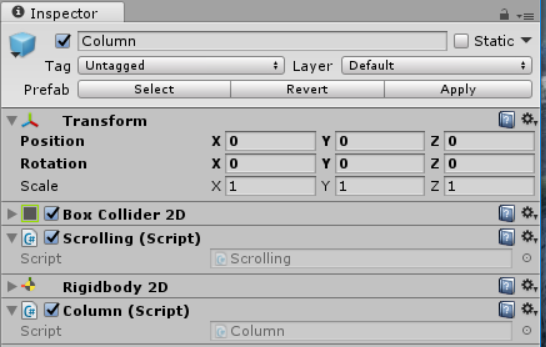 Inspector
Column Static
Tag Untagged Layer Default
Prefab Select Revert Apply
Transform
Position X 0 Y 0 Z 0
Rotation X 0 Y 0 Z 0
Scale X 1 Y 1 Z 1
Box Collider 2D
Scrolling (Script)
Script Scrolling
Rigidbody 2D
Column (Script)
Script Column